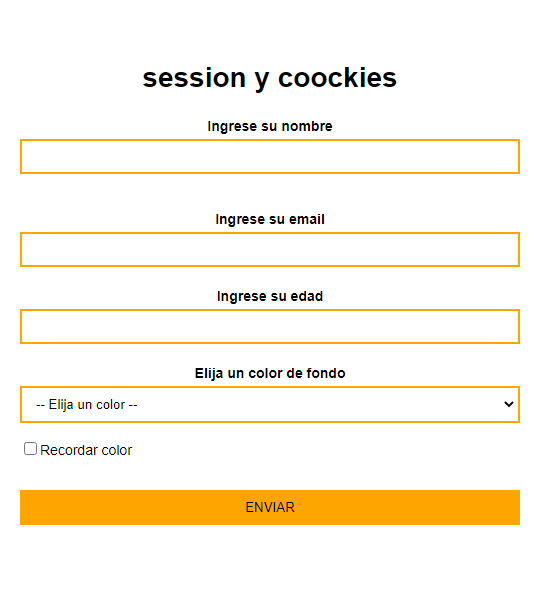 session y coockies
Ingrese su nombre
Ingrese su email
Ingrese su edad
Elija un color de fondo
-- Elija un color --
Recordar color
ENVIAR